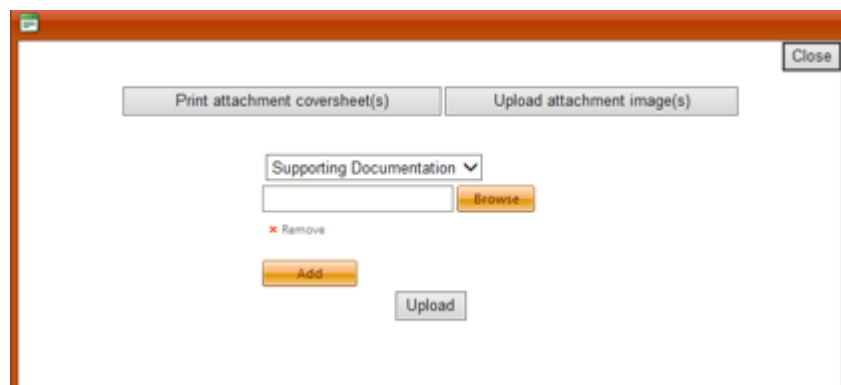 Close
Print attachment coversheet(s) Upload attachment image(s)
Supporting Documentation
Browse
× Remove
Add
Upload